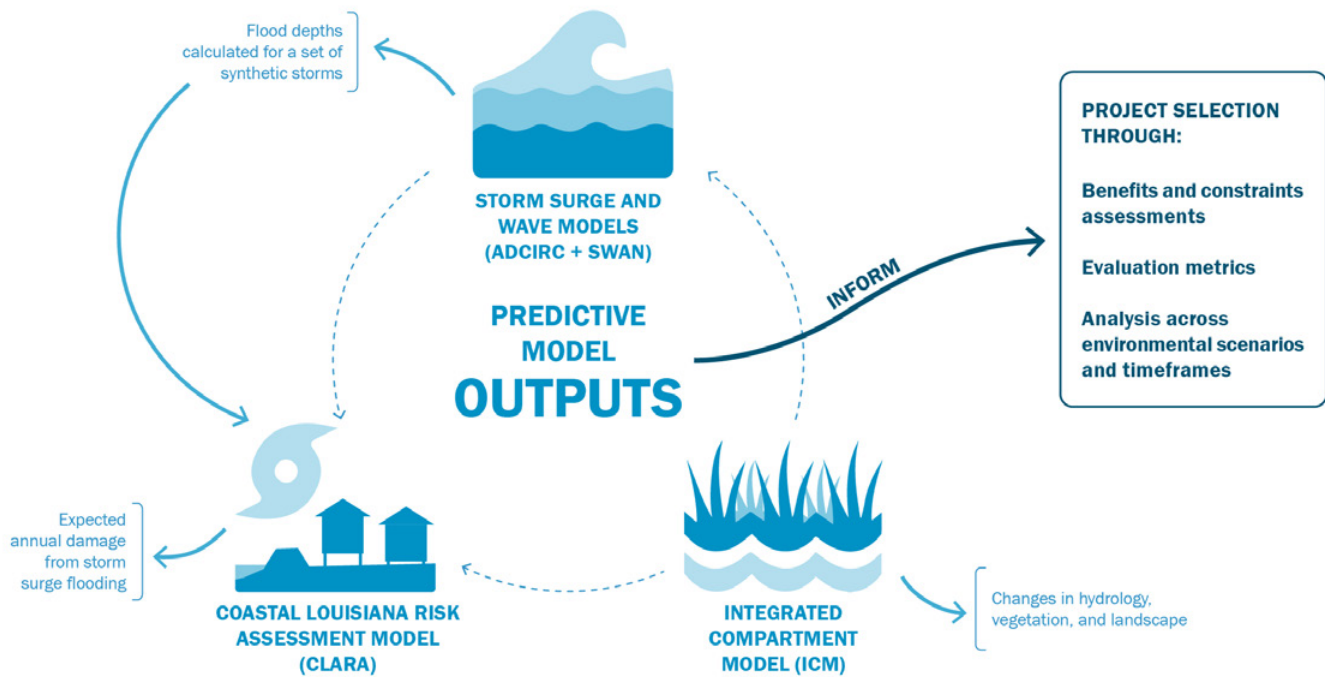 Flood depths
calculated for a set of
synthetic storms
STORM SURGE AND
WAVE MODELS
(ADCIRC + SWAN)
PREDICTIVE
MODEL
OUTPUTS
INFORM
PROJECT SELECTION
THROUGH:
Benefits and constraints
assessments
Evaluation metrics
Analysis across
environmental scenarios
and timeframes
Expected
annual damage
from storm
surge flooding
COASTAL LOUISIANA RISK
ASSESSMENT MODEL
(CLARA)
INTEGRATED
COMPARTMENT
MODEL (ICM)
Changes in hydrology,
vegetation, and landscape